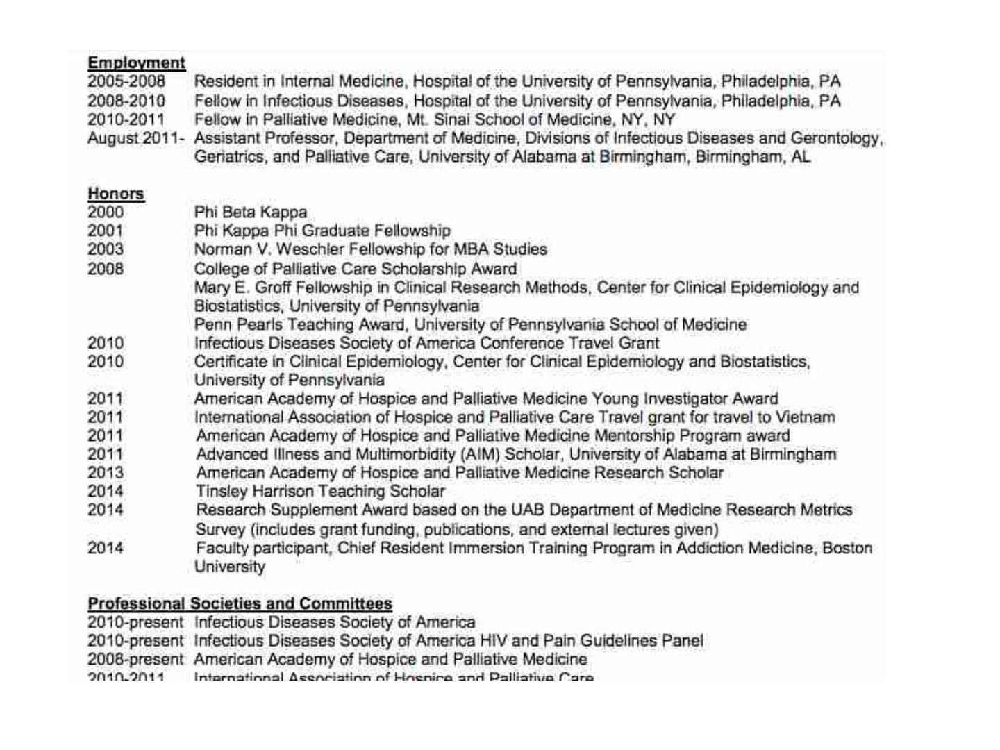 Employment
2005-2008 Resident in Internal Medicine, Hospital of the University of Pennsylvania, Philadelphia, PA
2008-2010 Fellow in Infectious Diseases, Hospital of the University of Pennsylvania, Philadelphia, PA
2010-2011 Fellow in Palliative Medicine, Mt. Sinai School of Medicine, NY, NY
August 2011- Assistant Professor, Department of Medicine, Divisions of Infectious Diseases and Gerontology,
Geriatrics, and Palliative Care, University of Alabama at Birmingham, Birmingham, AL
Honors
2000 Phi Beta Kappa
2001 Phi Kappa Phi Graduate Fellowship
2003 Norman V. Weschler Fellowship for MBA Studies
2008 College of Palliative Care Scholarship Award
Mary E. Groff Fellowship in Clinical Research Methods, Center for Clinical Epidemiology and
Biostatistics, University of Pennsylvania
Penn Pearls Teaching Award, University of Pennsylvania School of Medicine
2010 Infectious Diseases Society of America Conference Travel Grant
2010 Certificate in Clinical Epidemiology, Center for Clinical Epidemiology and Biostatistics,
University of Pennsylvania
2011 American Academy of Hospice and Palliative Medicine Young Investigator Award
2011 International Association of Hospice and Palliative Care Travel grant for travel to Vietnam
2011 American Academy of Hospice and Palliative Medicine Mentorship Program award
2011 Advanced Illness and Multimorbidity (AIM) Scholar, University of Alabama at Birmingham
2013 American Academy of Hospice and Palliative Medicine Research Scholar
2014 Tinsley Harrison Teaching Scholar
2014 Research Supplement Award based on the UAB Department of Medicine Research Metrics
Survey (includes grant funding, publications, and external lectures given)
2014 Faculty participant, Chief Resident Immersion Training Program in Addiction Medicine, Boston
University
Professional Societies and Committees
2010-present Infectious Diseases Society of America
2010-present Infectious Diseases Society of America HIV and Pain Guidelines Panel
2008-present American Academy of Hospice and Palliative Medicine
2010-2011 International Association of Hospice and Palliative Care